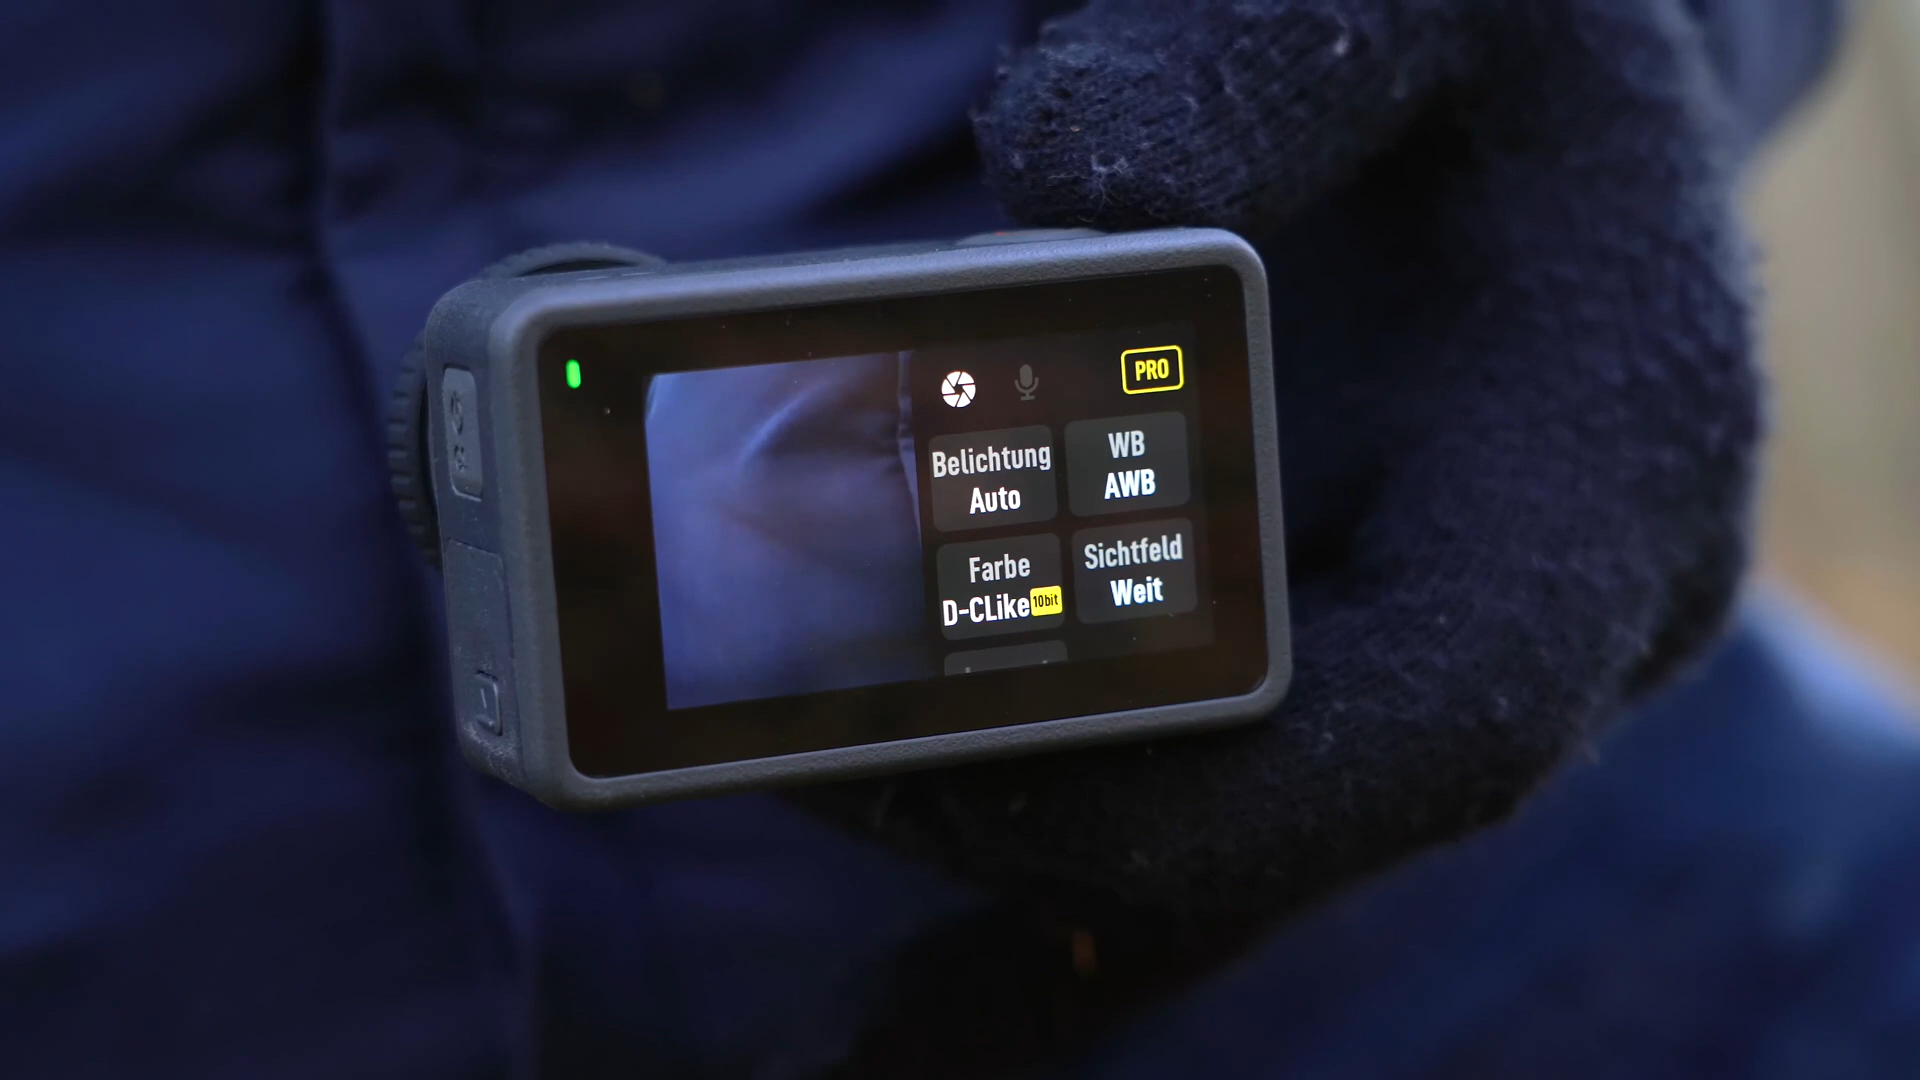 PRO
Belichtung
Auto
WB
AWB
Farbe
D-CLike 10bit
Sichtfeld
Weit